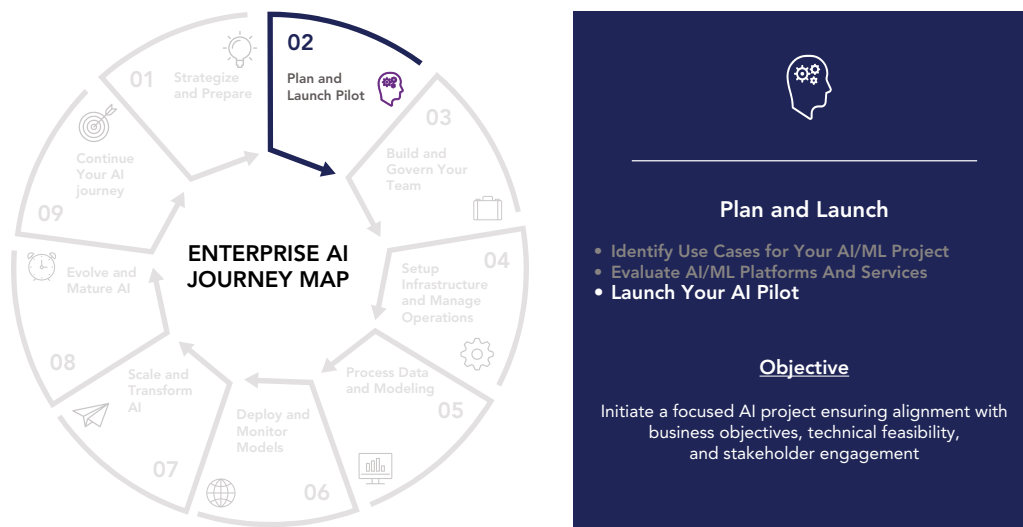 01
Strategize
and Prepare
02
Plan and
Launch Pilot
03
Build and
Govern Your
Team
04
Setup
Infrastructure
and Manage
Operations
Process Data
and Modeling
05
Deploy and
Monitor
Models
06
Scale and
Transform
AI
07
Evolve and
Mature AI
08
Continue
Your AI
journey
09
ENTERPRISE AI
JOURNEY MAP
Plan and Launch
• Identify Use Cases for Your AI/ML Project
• Evaluate AI/ML Platforms And Services
• Launch Your AI Pilot
Objective
Initiate a focused AI project ensuring alignment with
business objectives, technical feasibility,
and stakeholder engagement